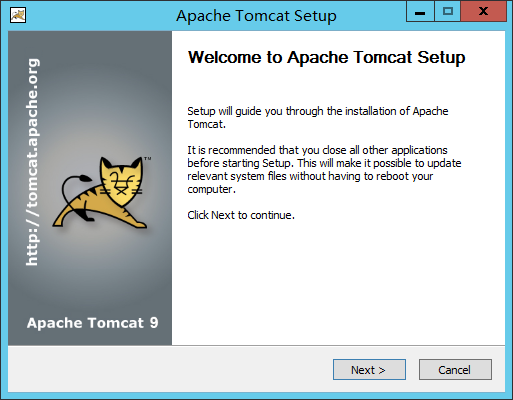 Apache Tomcat Setup
http://tomcat.apache.org
TM
Apache Tomcat 9
Welcome to Apache Tomcat Setup
Setup will guide you through the installation of Apache
Tomcat.
It is recommended that you close all other applications
before starting Setup. This will make it possible to update
relevant system files without having to reboot your
computer.
Click Next to continue.
Next >
Cancel